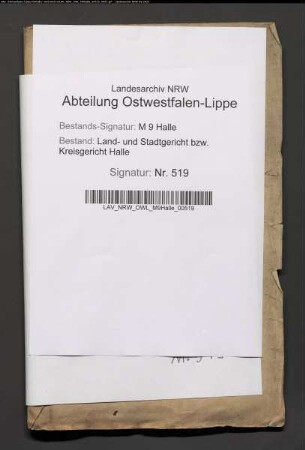 Landesarchiv NRW
Abteilung Ostwestfalen-Lippe
Bestands-Signatur: M 9 Halle
Bestand: Land- und Stadtgericht bzw.
Kreisgericht Halle
Signatur: Nr. 519
LAV_NRW_OWL_M9Halle_00519